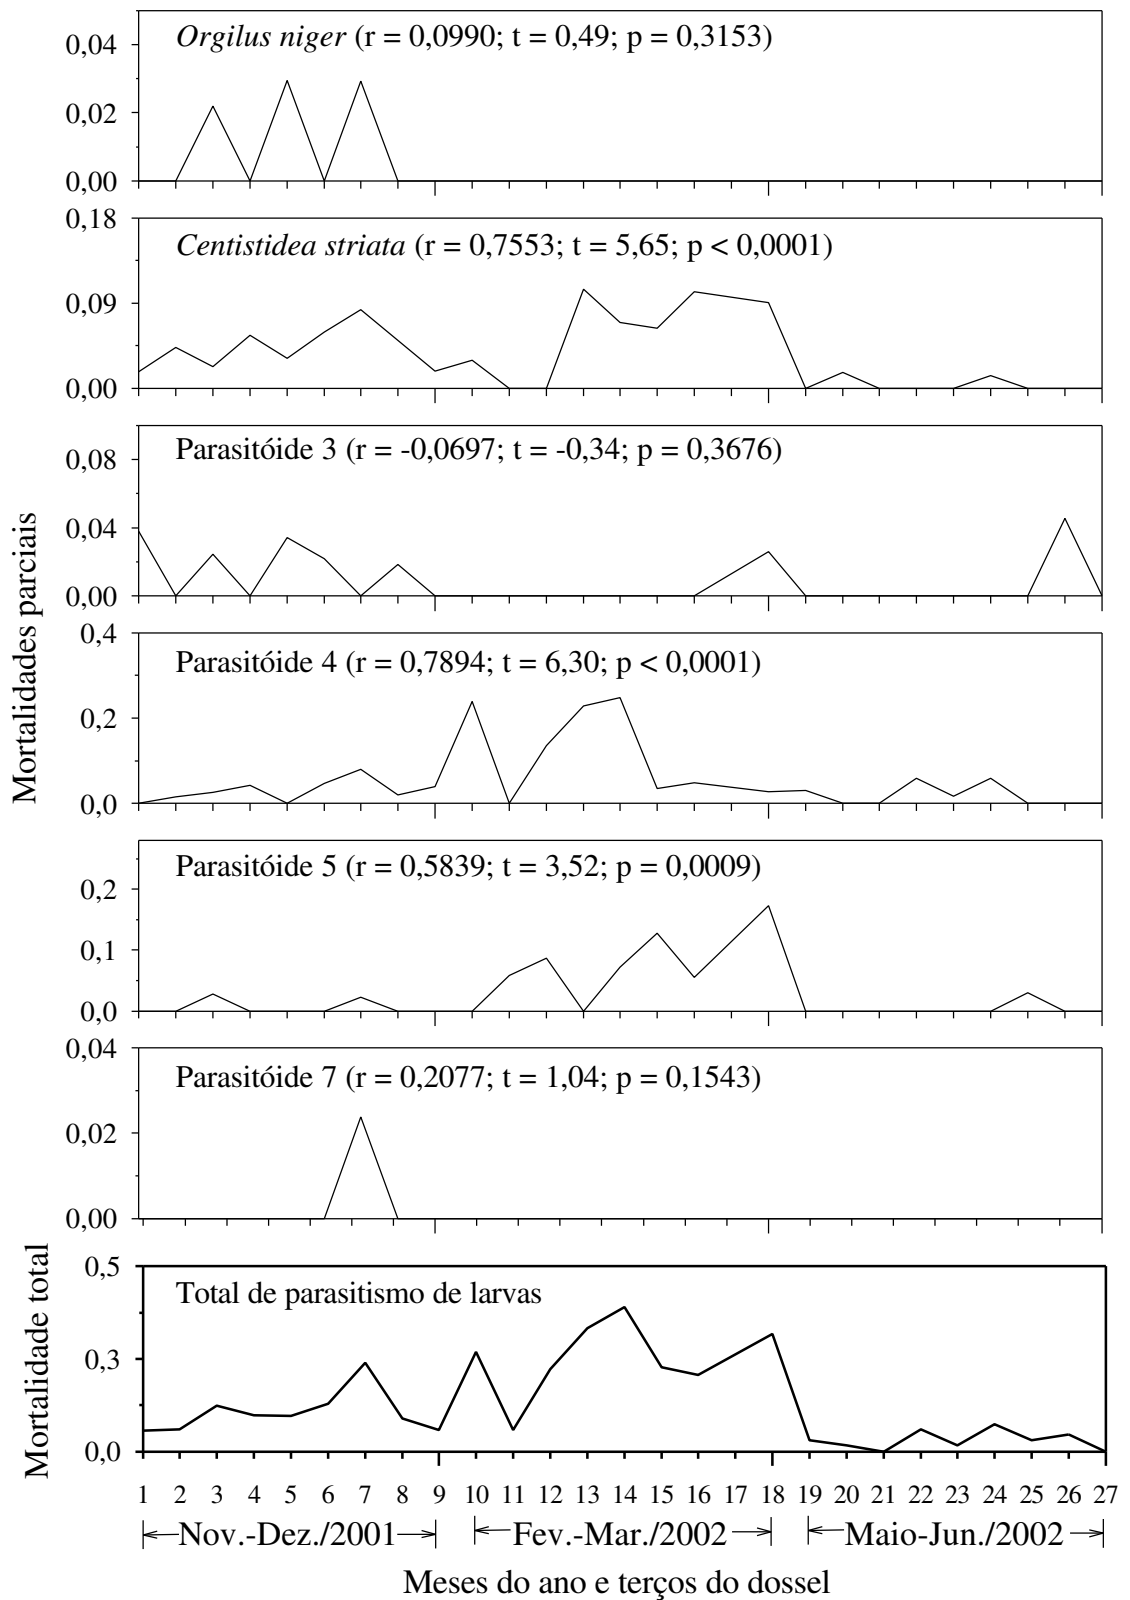 Orgilus niger (r = 0,0990; t = 0,49; p = 0,3153)
0,04
0,02
0,00
Centistidea striata (r = 0,7553; t = 5,65; p < 0,0001)
0,18
0,09
0,00
Parasitóide 3 (r = -0,0697; t = -0,34; p = 0,3676)
0,08
0,04
0,00
Mortalidades parciais
Parasitóide 4 (r = 0,7894; t = 6,30; p < 0,0001)
0,4
0,2
0,0
Parasitóide 5 (r = 0,5839; t = 3,52; p = 0,0009)
0,2
0,1
0,0
Parasitóide 7 (r = 0,2077; t = 1,04; p = 0,1543)
0,04
0,02
0,00
Mortalidade total
Total de parasitismo de larvas
0,5
0,3
0,0
1 2 3 4 5 6 7 8 9 10 11 12 13 14 15 16 17 18 19 20 21 22 23 24 25 26 27
Nov.-Dez./2001 Fev.-Mar./2002 Maio-Jun./2002
Meses do ano e terços do dossel